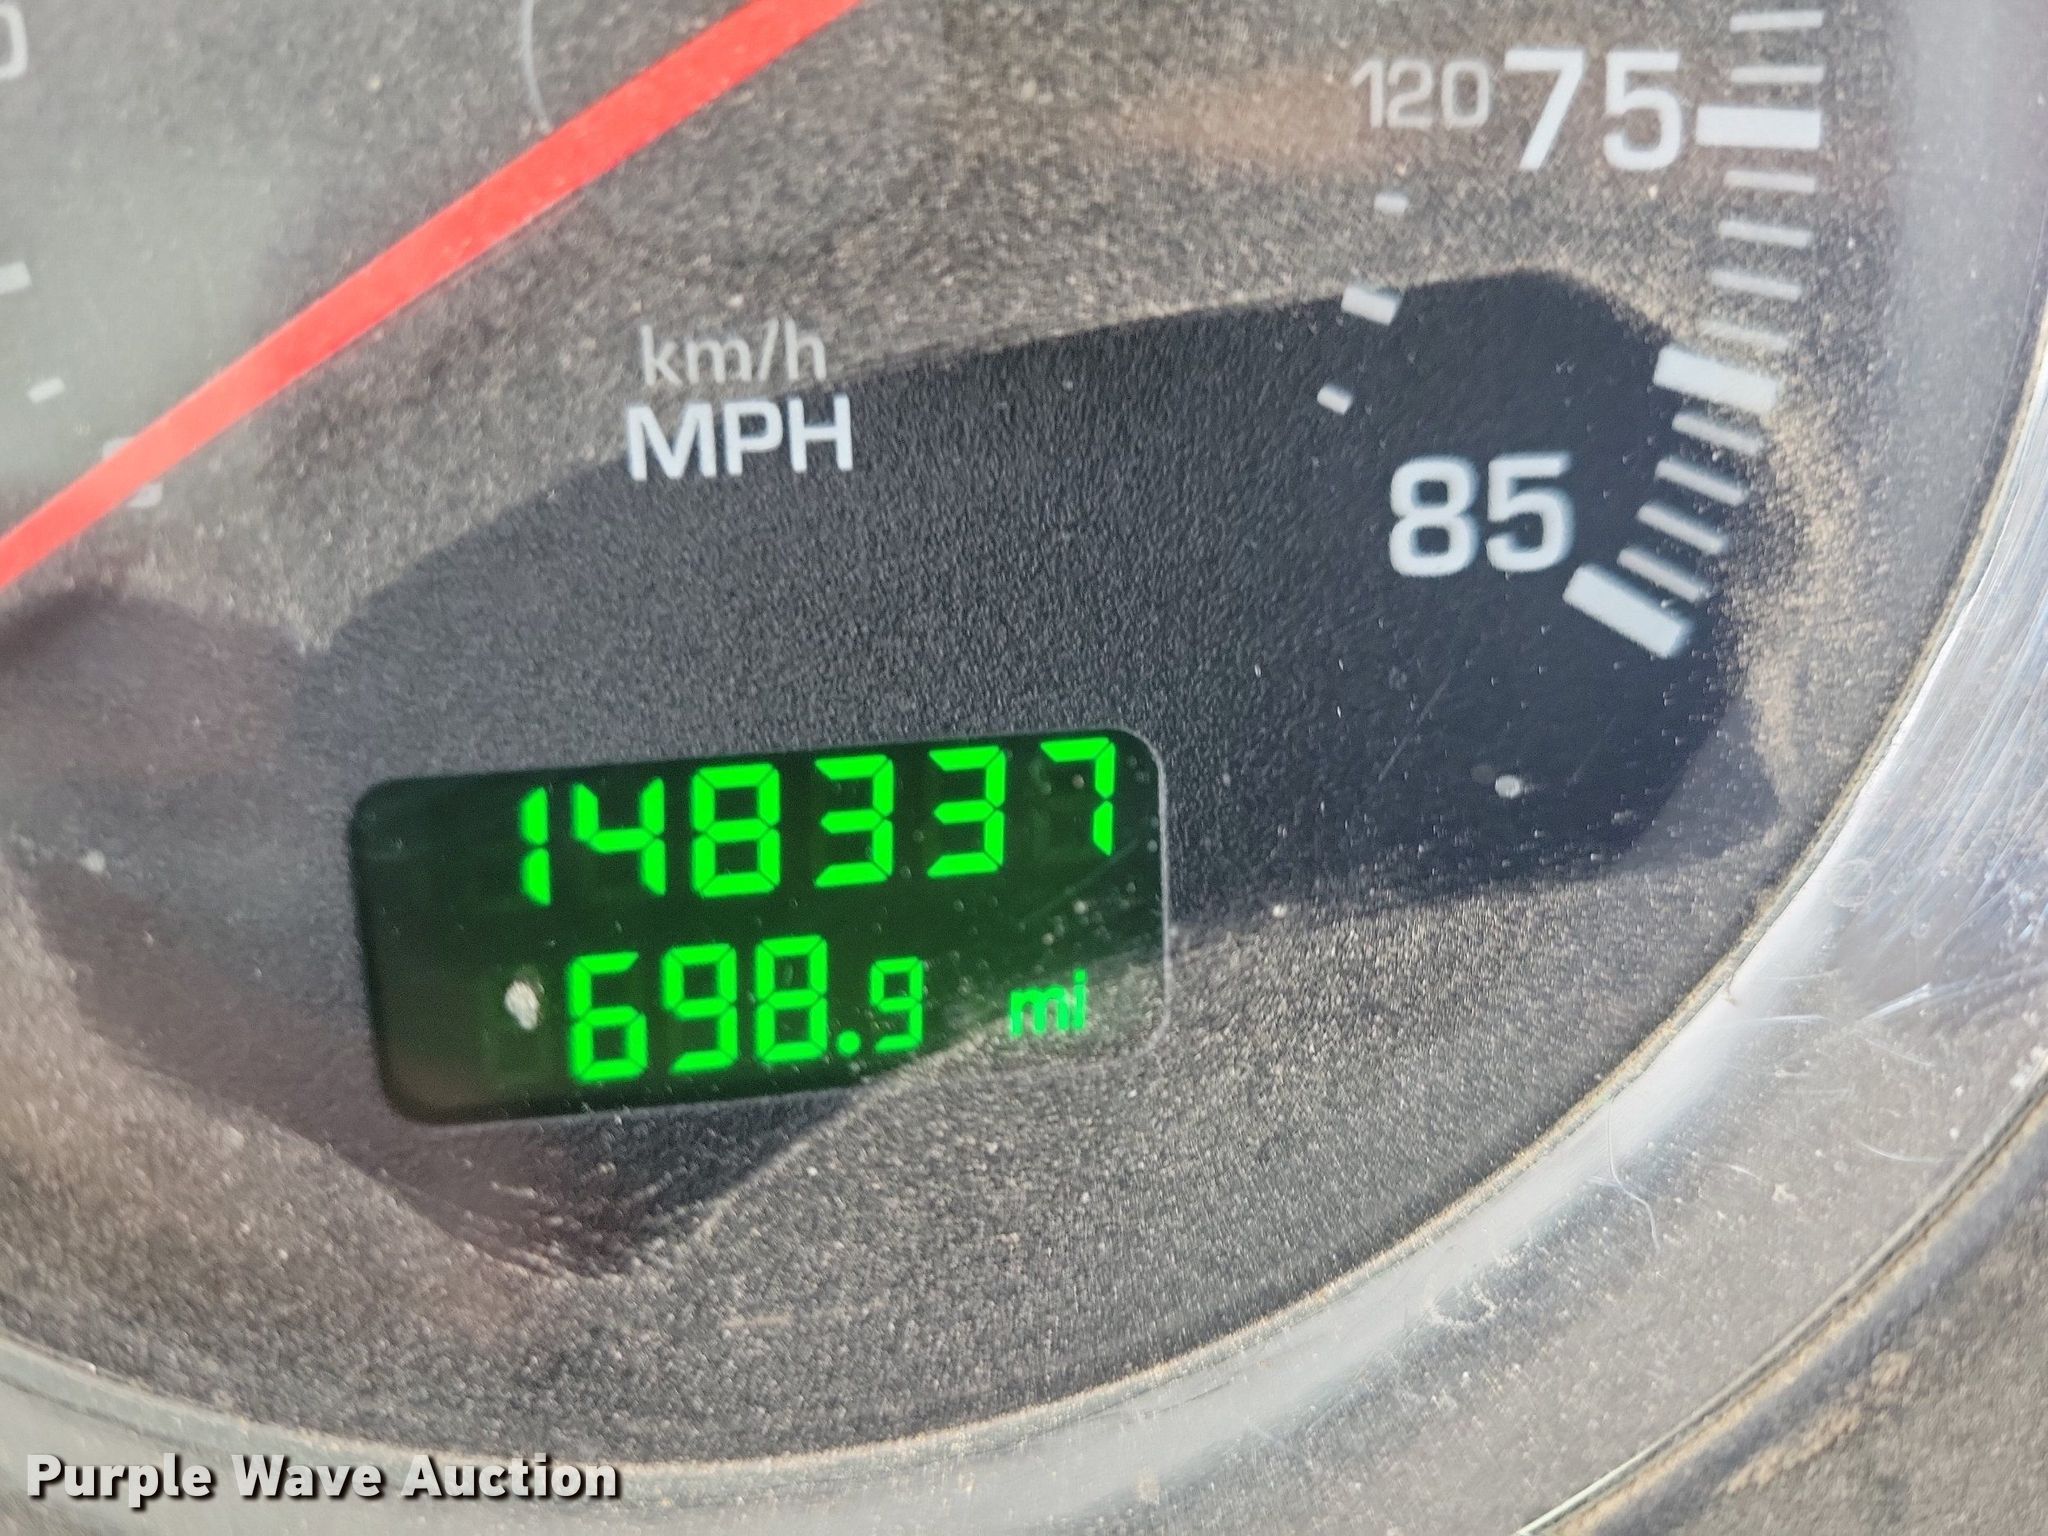 120 75
km/h
MPH
85
148337
698.9 mi
Purple Wave Auction